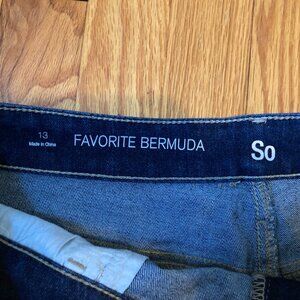 13
Made in China
FAVORITE BERMUDA
So